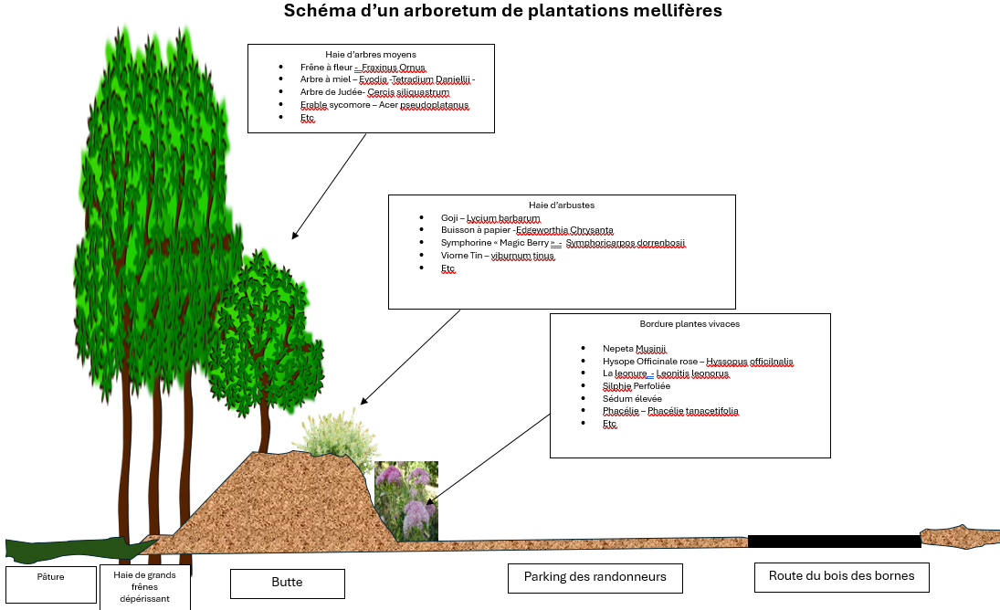 Schéma d’un arboretum de plantations mellifères
Haie d’arbres moyens
• Frêne à fleur - Fraxinus Ornus
• Arbre à miel – Evodia -Tetradium Daniellii -
• Arbre de Judée- Cercis siliquastrum
• Erable sycomore – Acer pseudoplatanus
• Etc
Haie d’arbustes
• Goji – Lycium barbarum
• Buisson à papier -Edgeworthia Chrysanta
• Symphorine « Magic Berry » - Symphoricarpos dorrenbosii
• Viorne Tin – viburnum tinus
• Etc
Bordure plantes vivaces
• Nepeta Musinii
• Hysope Officinale rose – Hyssopus officilnalis
• La leonure - Leonitis leonorus
• Silphie Perfoliée
• Sédum élevée
• Phacélie – Phacélie tanacetifolia
• Etc
Pâture
Haie de grands
frênes
dépérissant
Butte
Parking des randonneurs
Route du bois des bornes